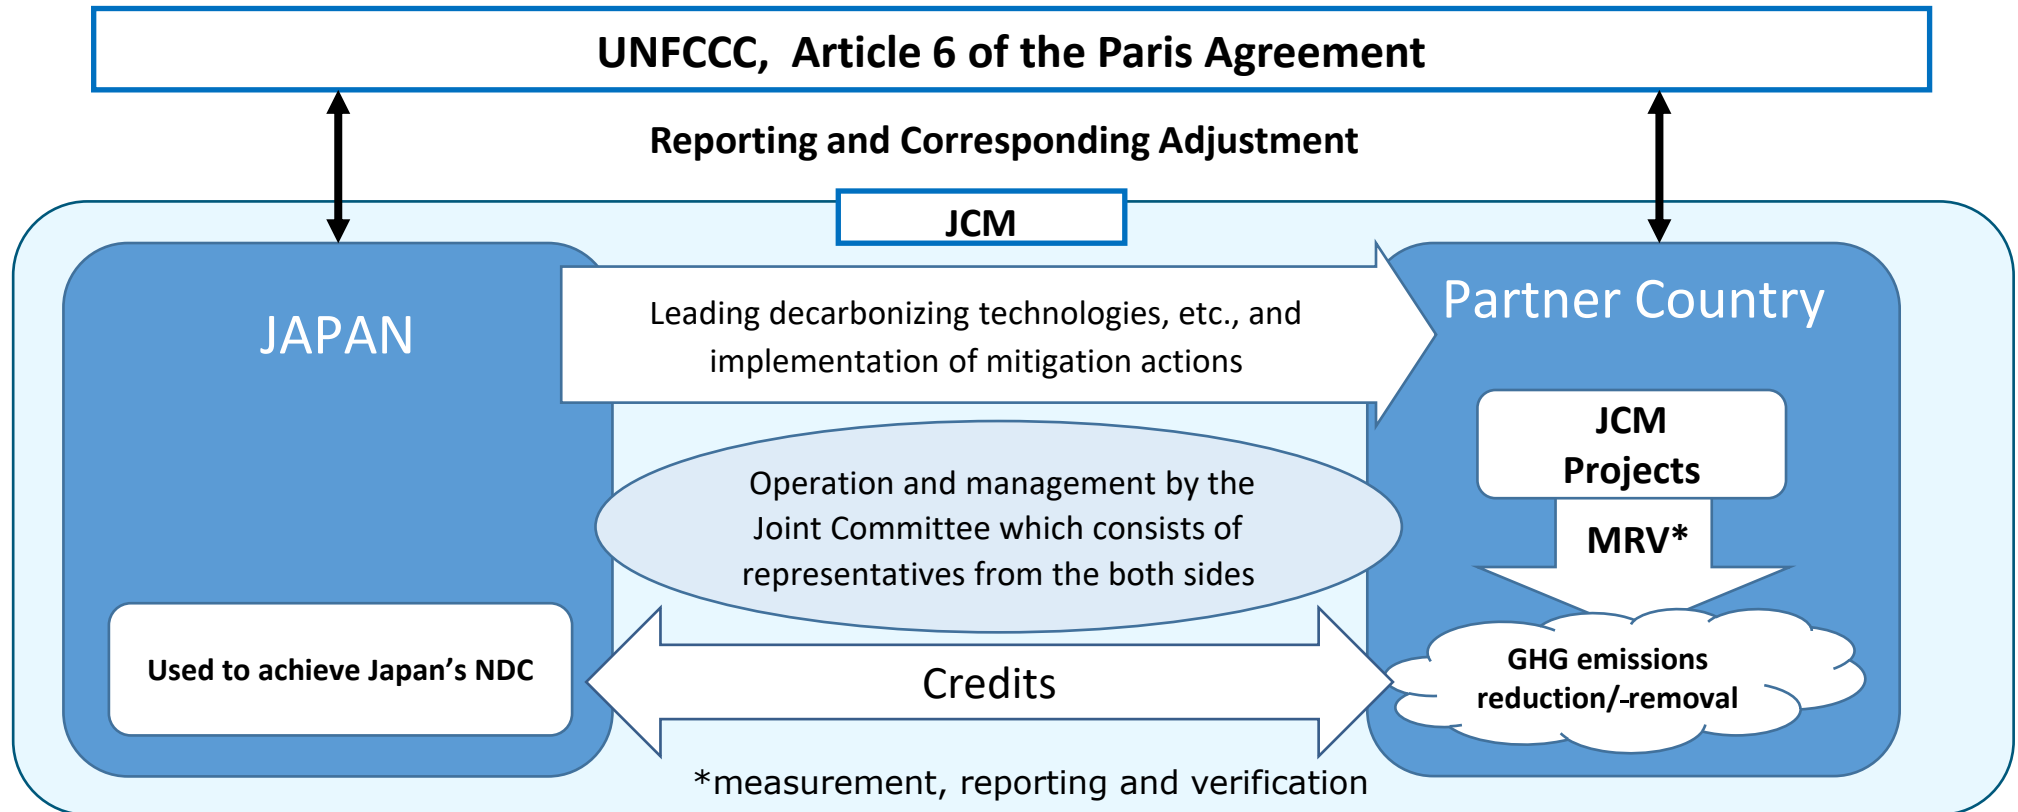 UNFCCC, Article 6 of the Paris Agreement
Reporting and Corresponding Adjustment
JCM
JAPAN
Leading decarbonizing technologies, etc., and
implementation of mitigation actions
Partner Country
JCM
Projects
Operation and management by the
Joint Committee which consists of
representatives from the both sides
MRV*
Used to achieve Japan’s NDC
Credits
GHG emissions
reduction/-removal
*measurement, reporting and verification